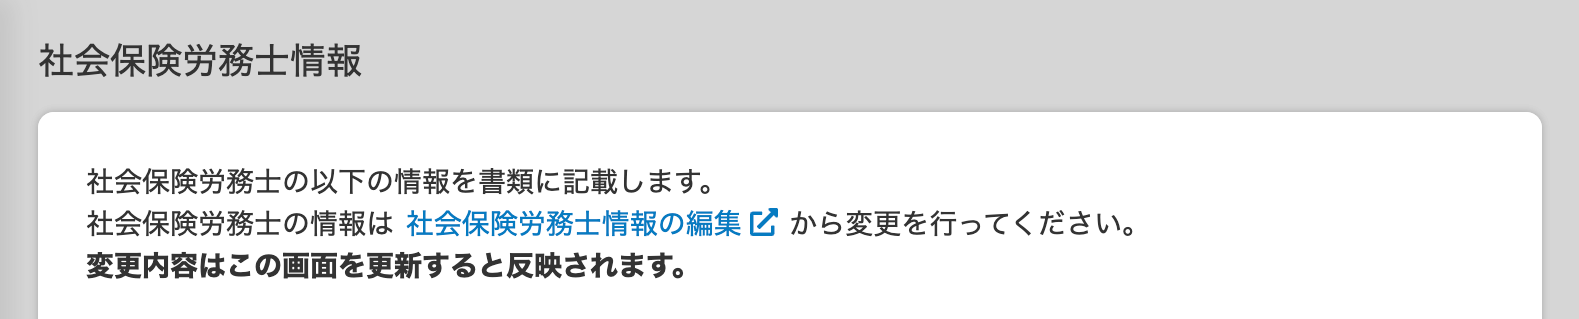 社会保険労務士情報
社会保険労務士の以下の情報を書類に記載します。
社会保険労務士の情報は 社会保険労務士情報の編集 から変更を行ってください。
変更内容はこの画面を更新すると反映されます。